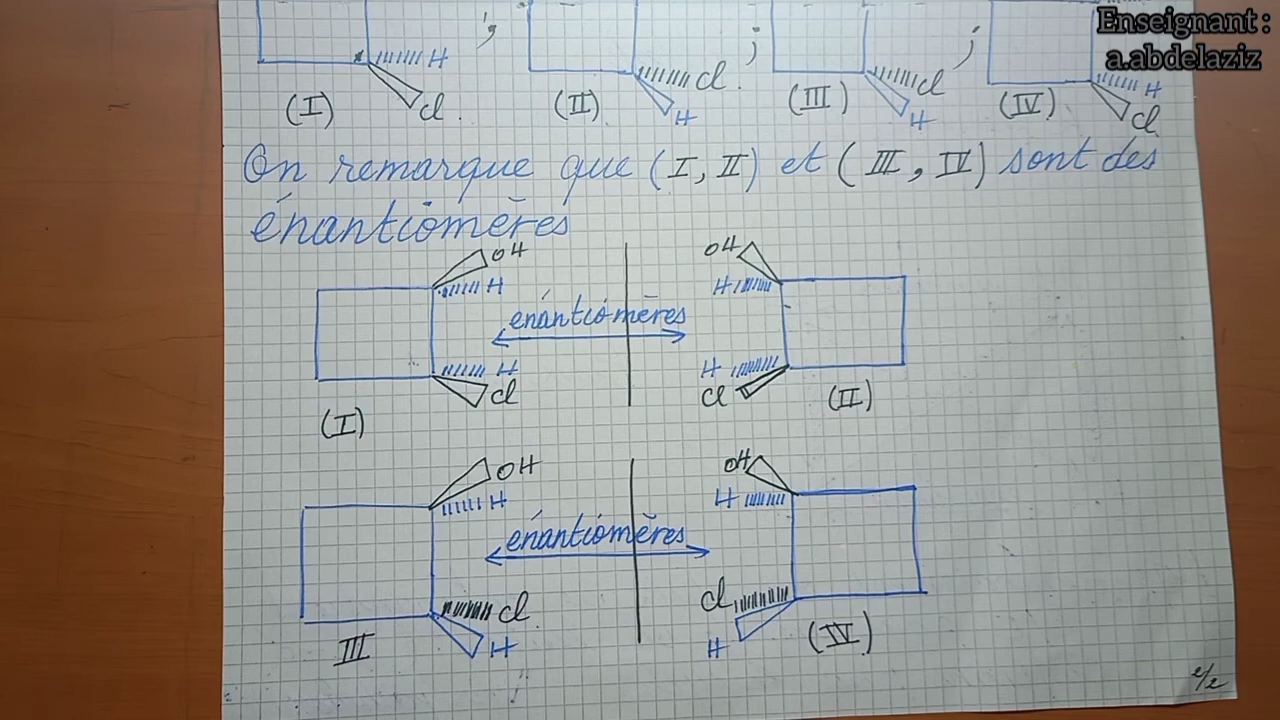 Enseignant :
a.abdelaziz
H Cl Cl H H
(I) Cl (II) H (III) H (IV) Cl
On remarque que (I, II) et (III, IV) sont des
énantiomères
OH OH
H H
énantiomères
H H
Cl Cl
(I) (II)
OH OH
H H
énantiomères
Cl Cl
H H
III (IV)
2/2